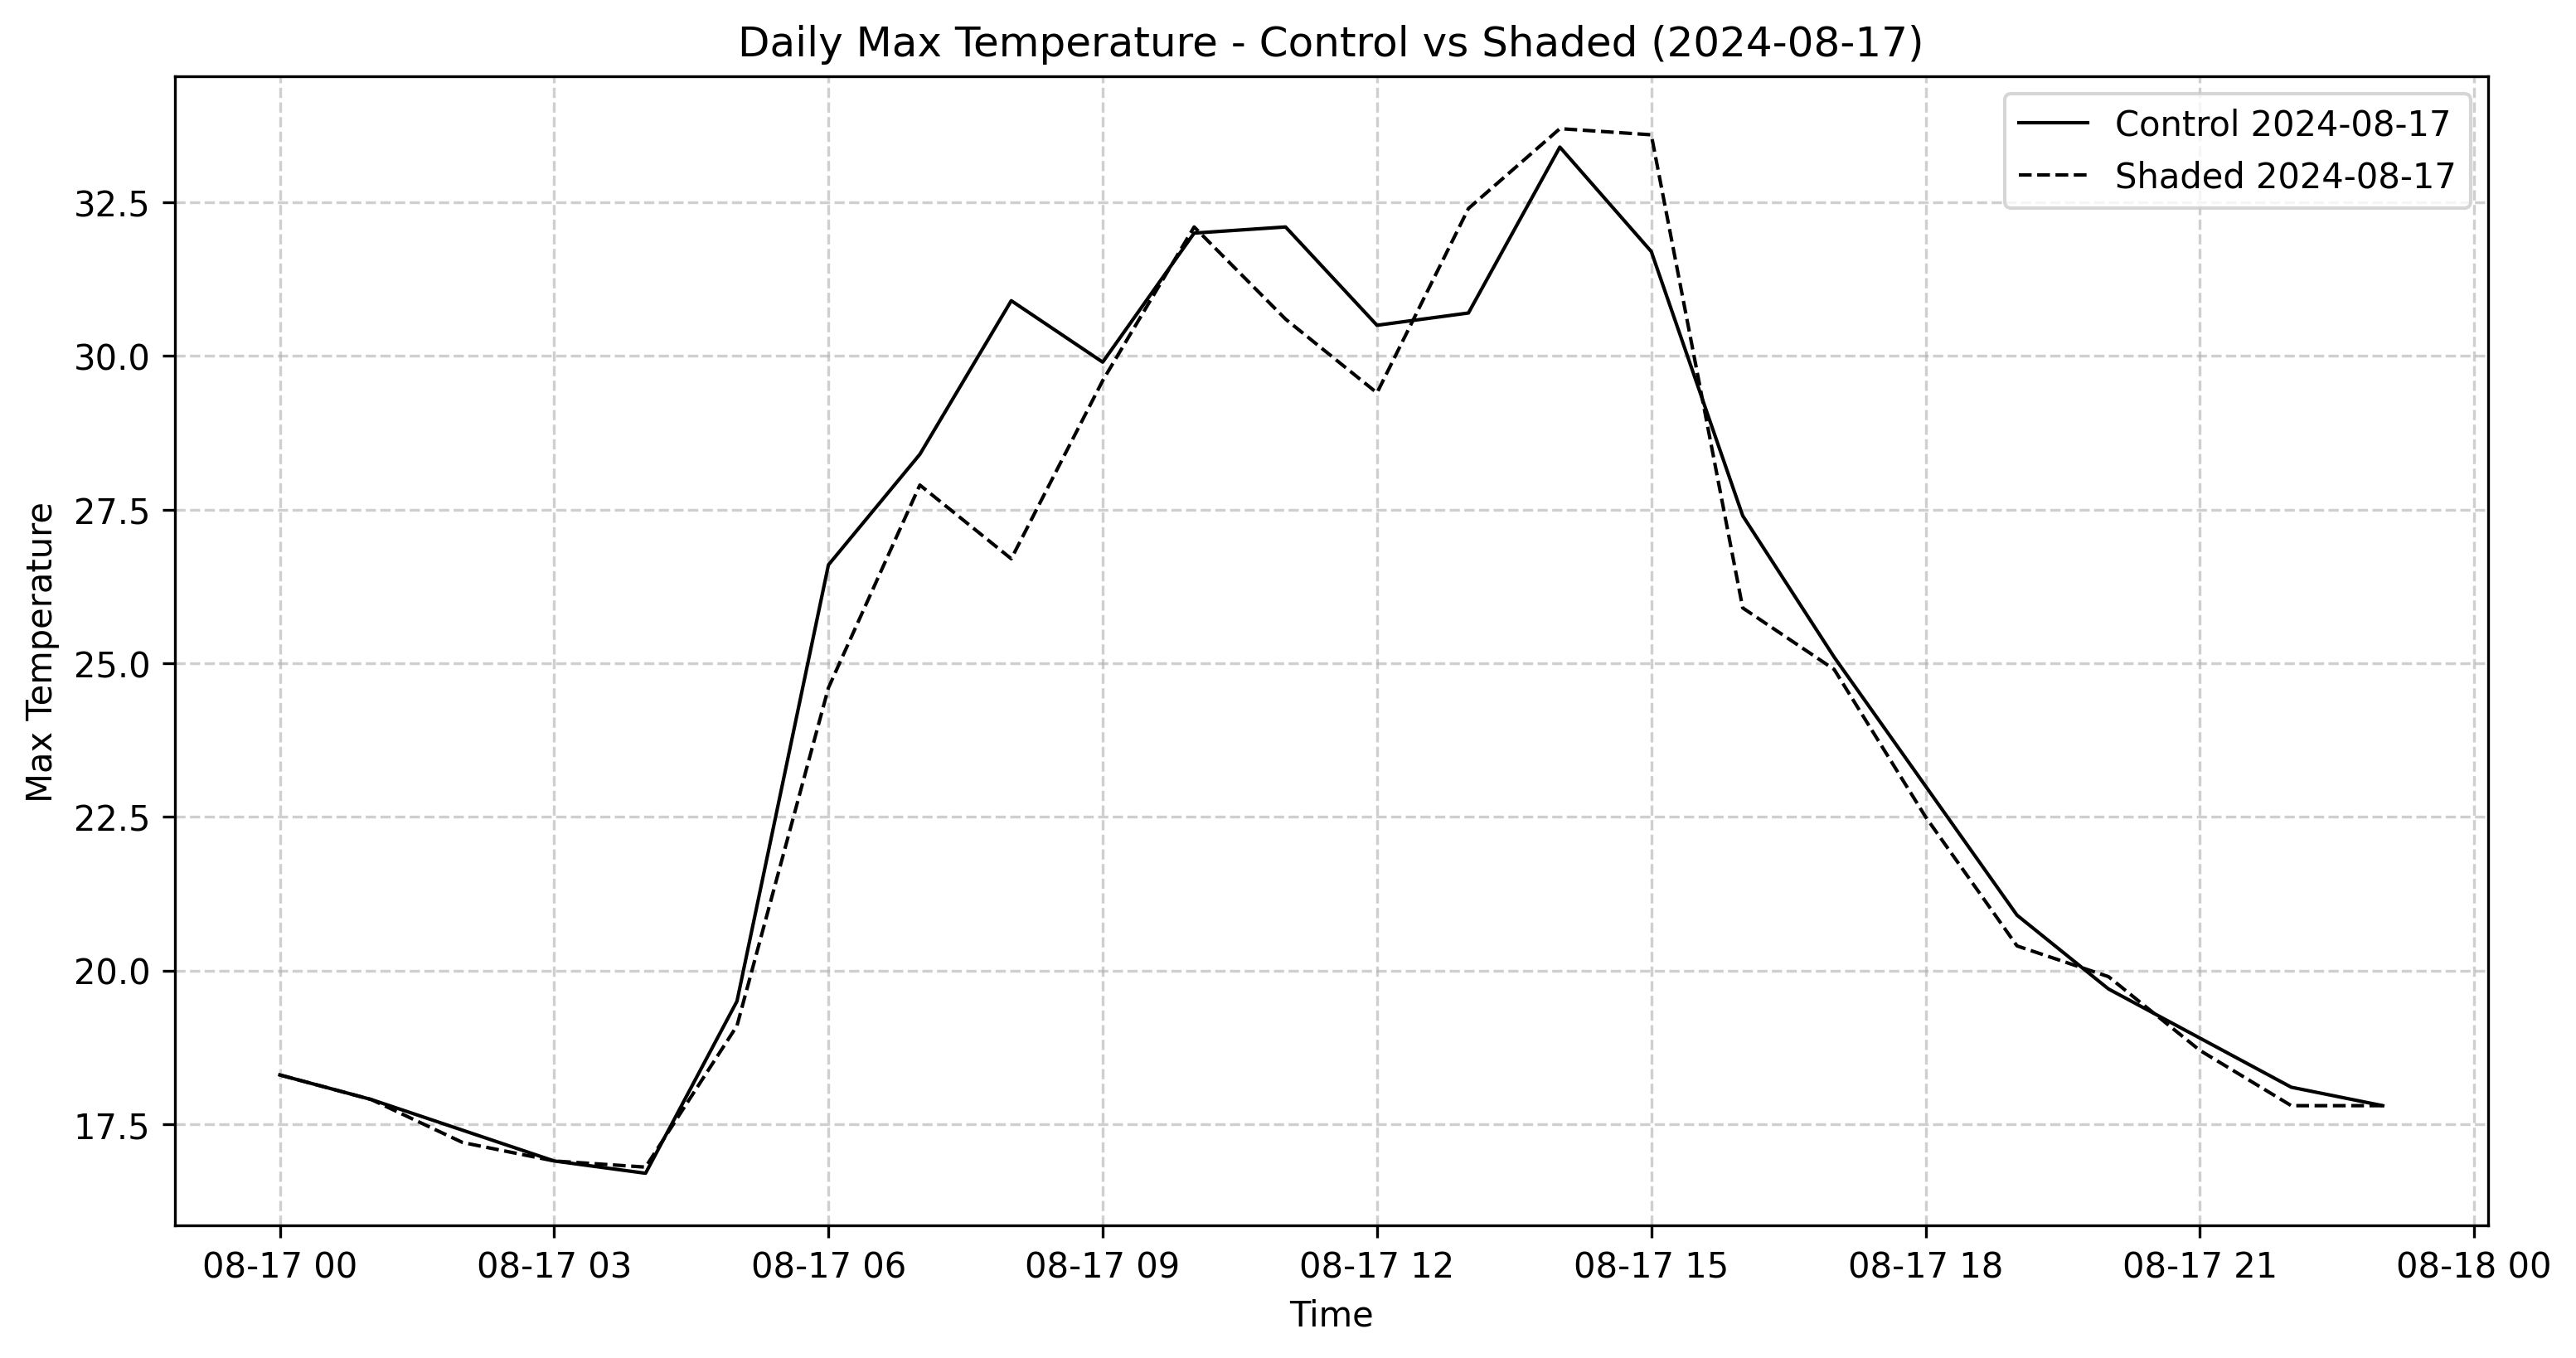 Daily Max Temperature - Control vs Shaded (2024-08-17)
Control 2024-08-17
Shaded 2024-08-17
Max Temperature
32.5
30.0
27.5
25.0
22.5
20.0
17.5
08-17 00 08-17 03 08-17 06 08-17 09 08-17 12 08-17 15 08-17 18 08-17 21 08-18 00
Time